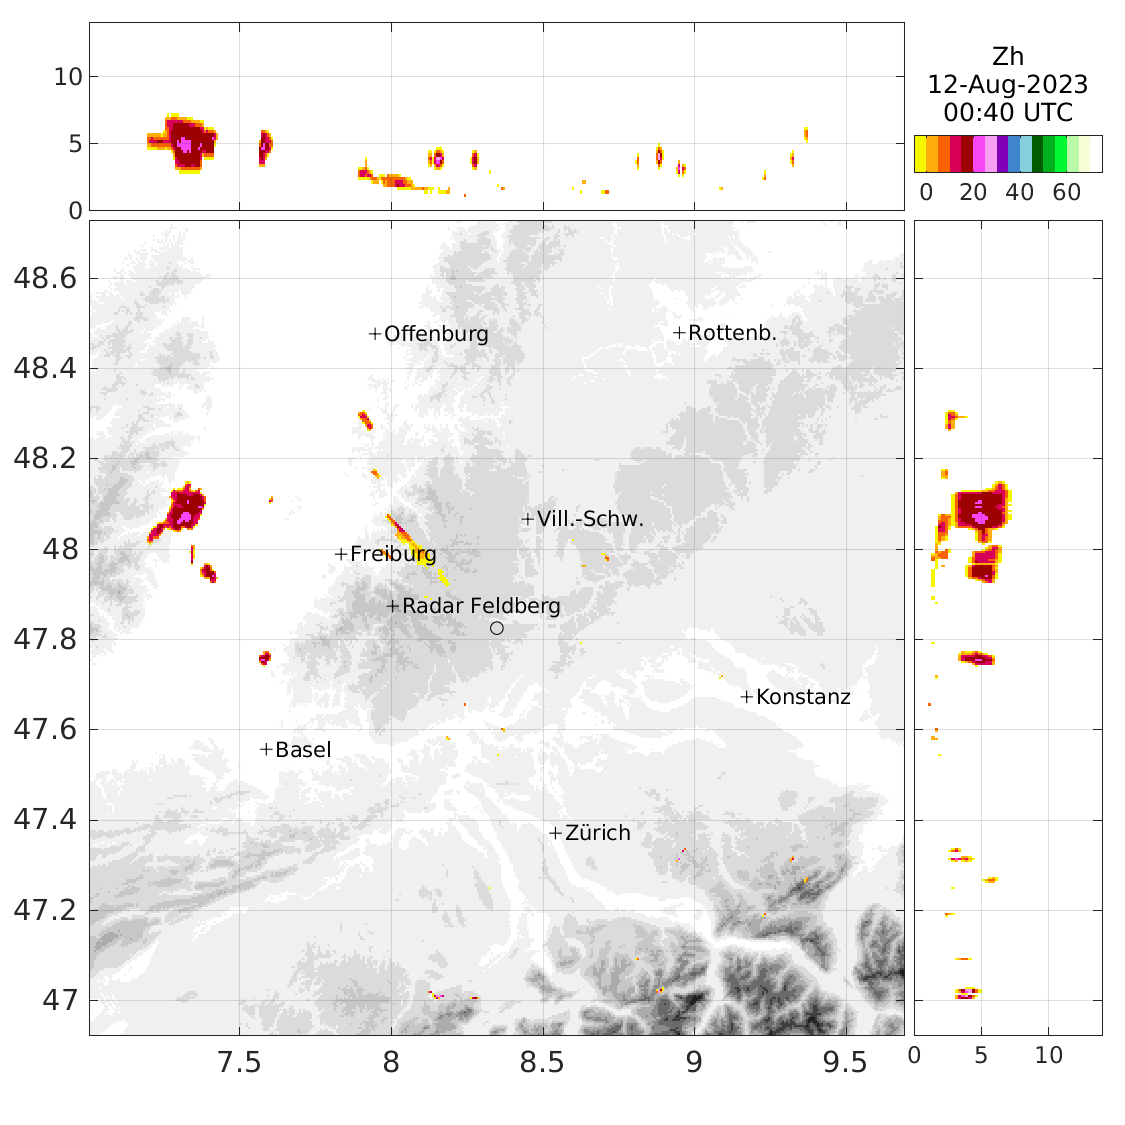 Zh
12-Aug-2023
00:40 UTC
10
5
0
0 20 40 60
48.6
Offenburg
Rottenb.
48.4
48.2
Vill.-Schw.
48
Freiburg
Radar Feldberg
47.8
Konstanz
47.6
Basel
47.4
Zürich
47.2
47
7.5 8 8.5 9 9.5
0 5 10